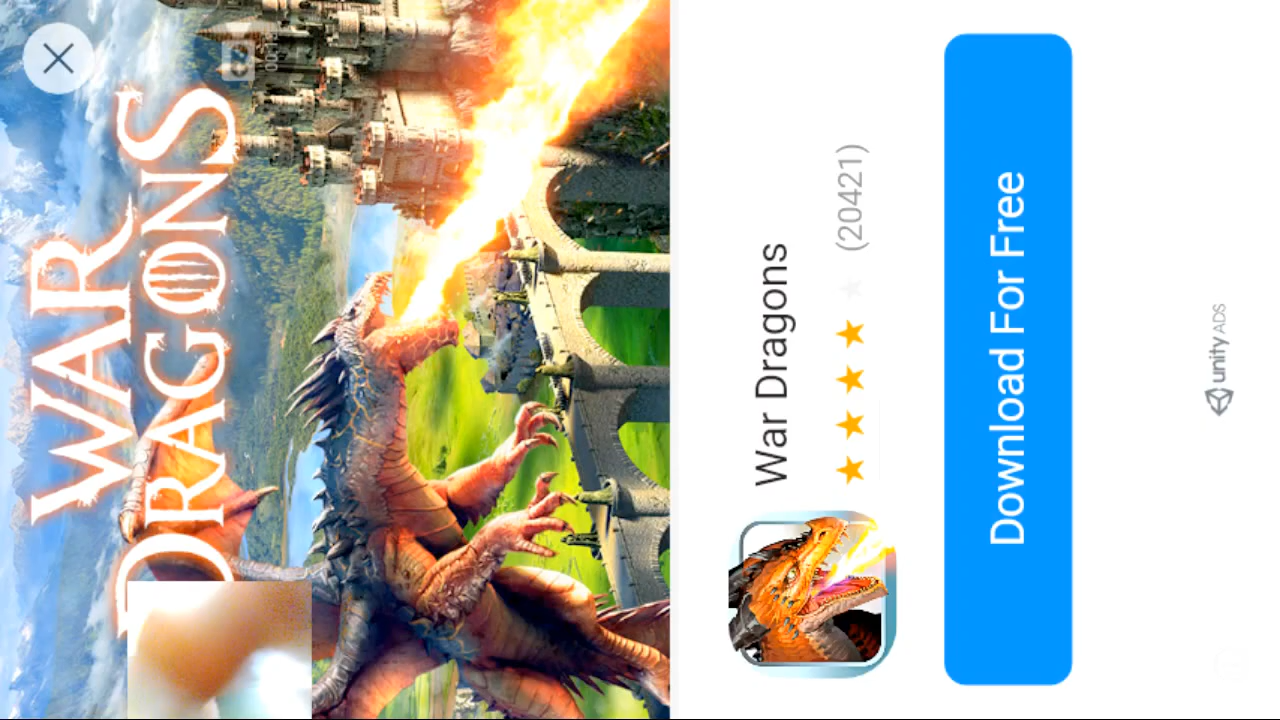 WAR
DRAGONS
War Dragons
(20421)
Download For Free
unity ADS